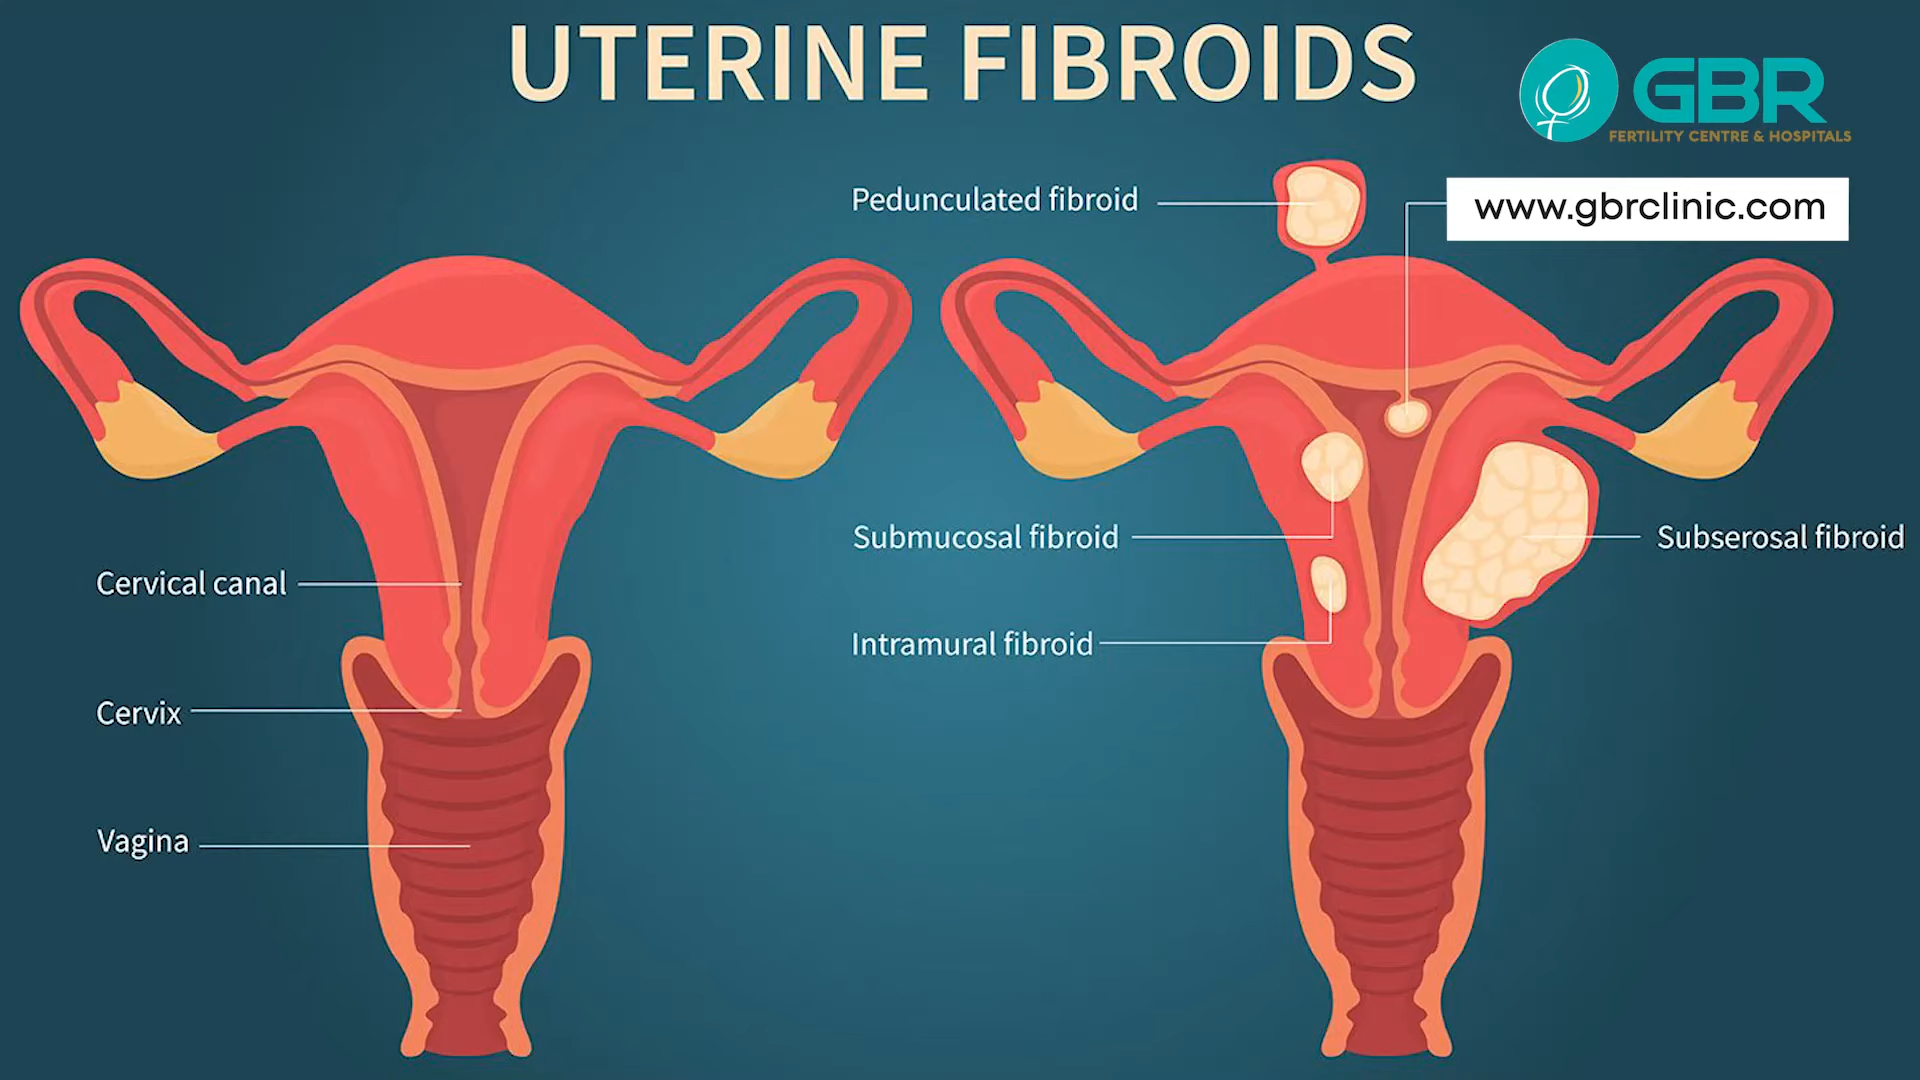 UTERINE FIBROIDS
GBR
FERTILITY CENTRE & HOSPITALS
www.gbrclinic.com
Pedunculated fibroid
Submucosal fibroid
Subserosal fibroid
Intramural fibroid
Cervical canal
Cervix
Vagina